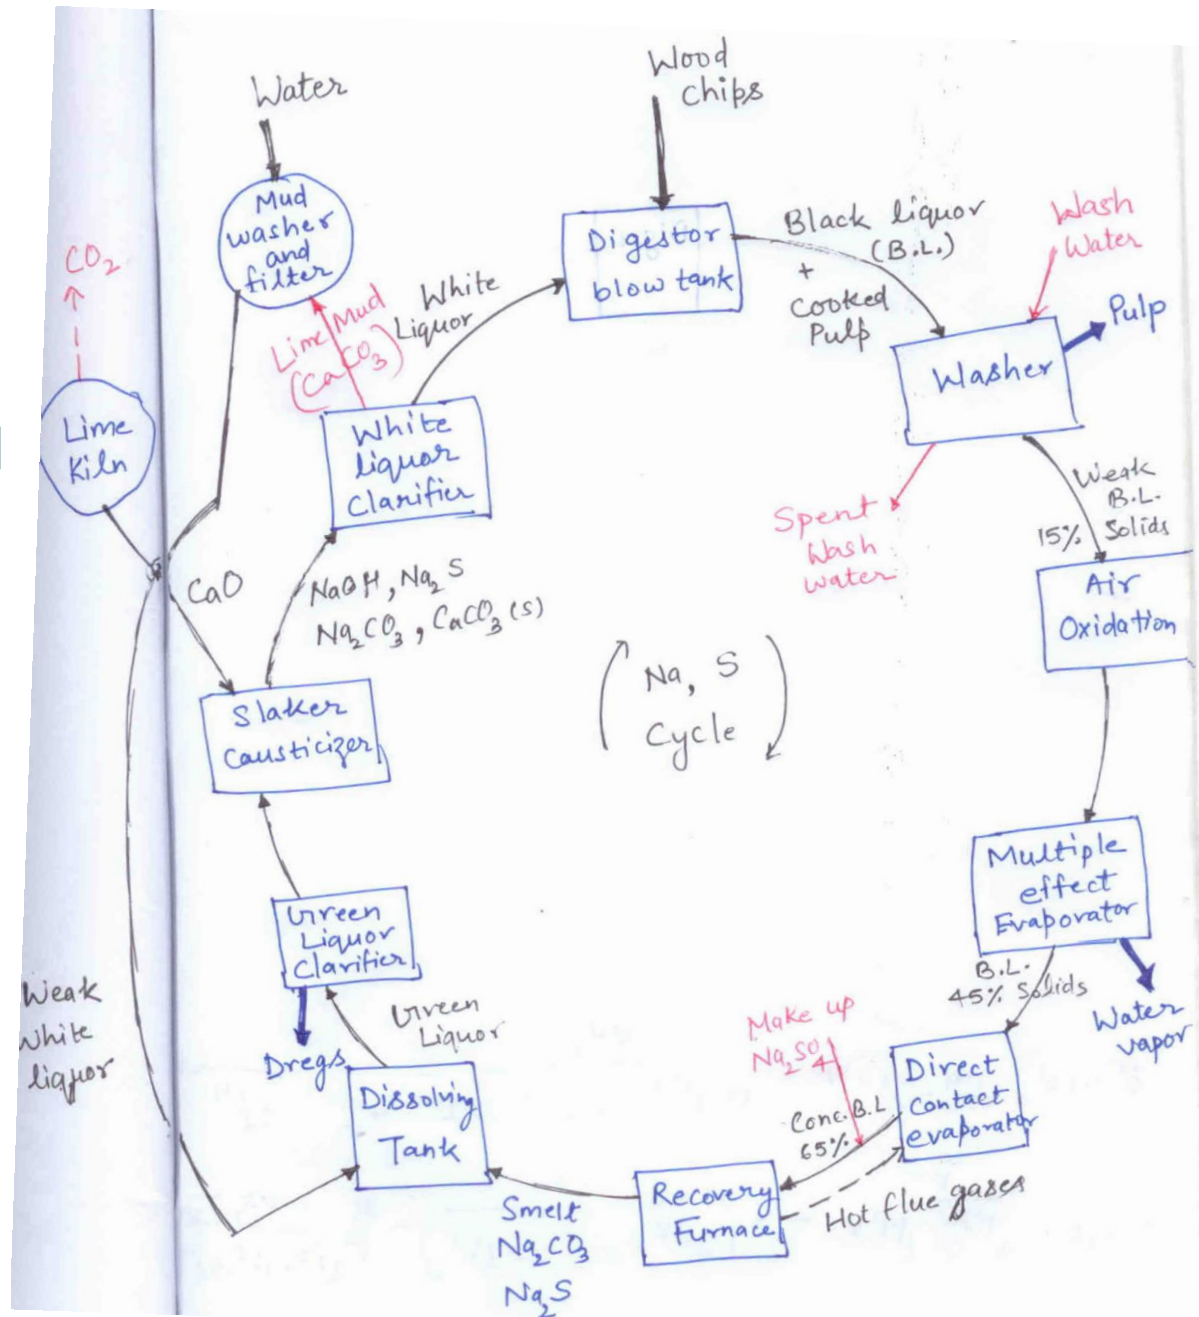 Water
Wood
Chips
Mud
washer
and
filter
CO2
Lime
Kiln
Lime Mud
(CaCO3)
White
Liquor
Digestor
blow tank
Black liquor
(B.L.)
+
Cooked
Pulp
Wash
Water
Pulp
Washer
White
liquor
Clarifier
Spent
Wash
water
Weak
B.L.
15% Solids
Air
Oxidation
CaO
NaOH, Na2S
Na2CO3, CaCO3(s)
Na, S
Cycle
Slaker
Causticizer
Multiple
effect
Evaporator
B.L.
45% Solids
Water
vapor
Green
Liquor
Clarifier
Dregs
Green
Liquor
Weak
White
liquor
Make up
Na2SO4
Direct
contact
evaporator
Conc. B.L.
65%
Dissolving
Tank
Recovery
Furnace
Hot flue gases
Smelt
Na2CO3
Na2S